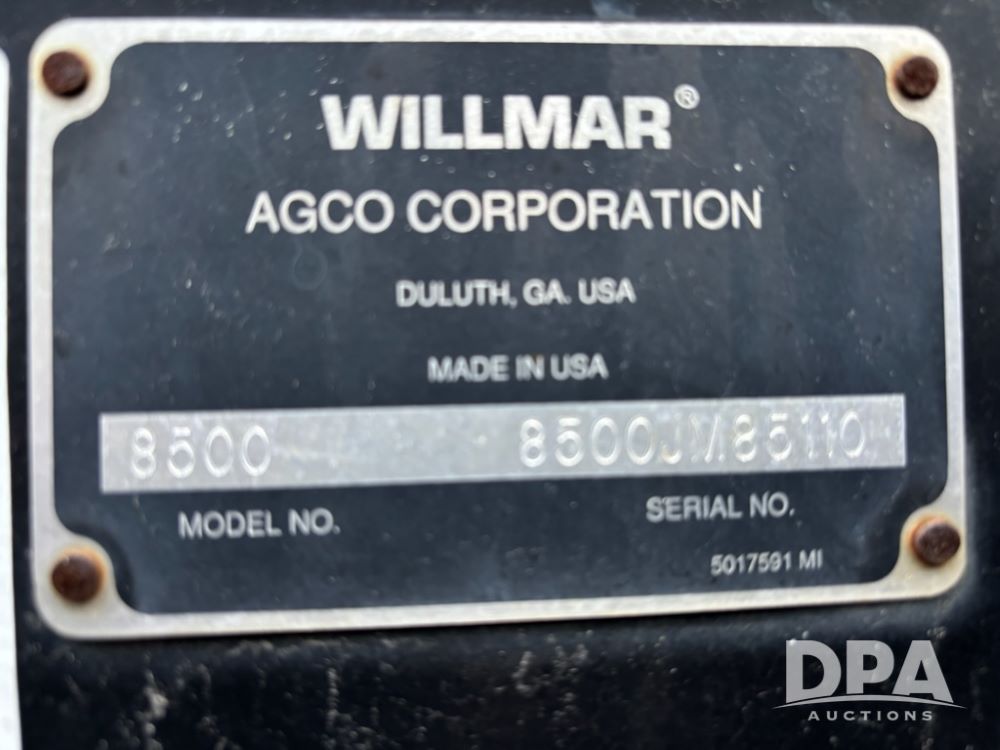 WILLMAR®
AGCO CORPORATION
DULUTH, GA. USA
MADE IN USA
8500 8500JM85110
MODEL NO. SERIAL NO.
5017591 MI
DPA
AUCTIONS